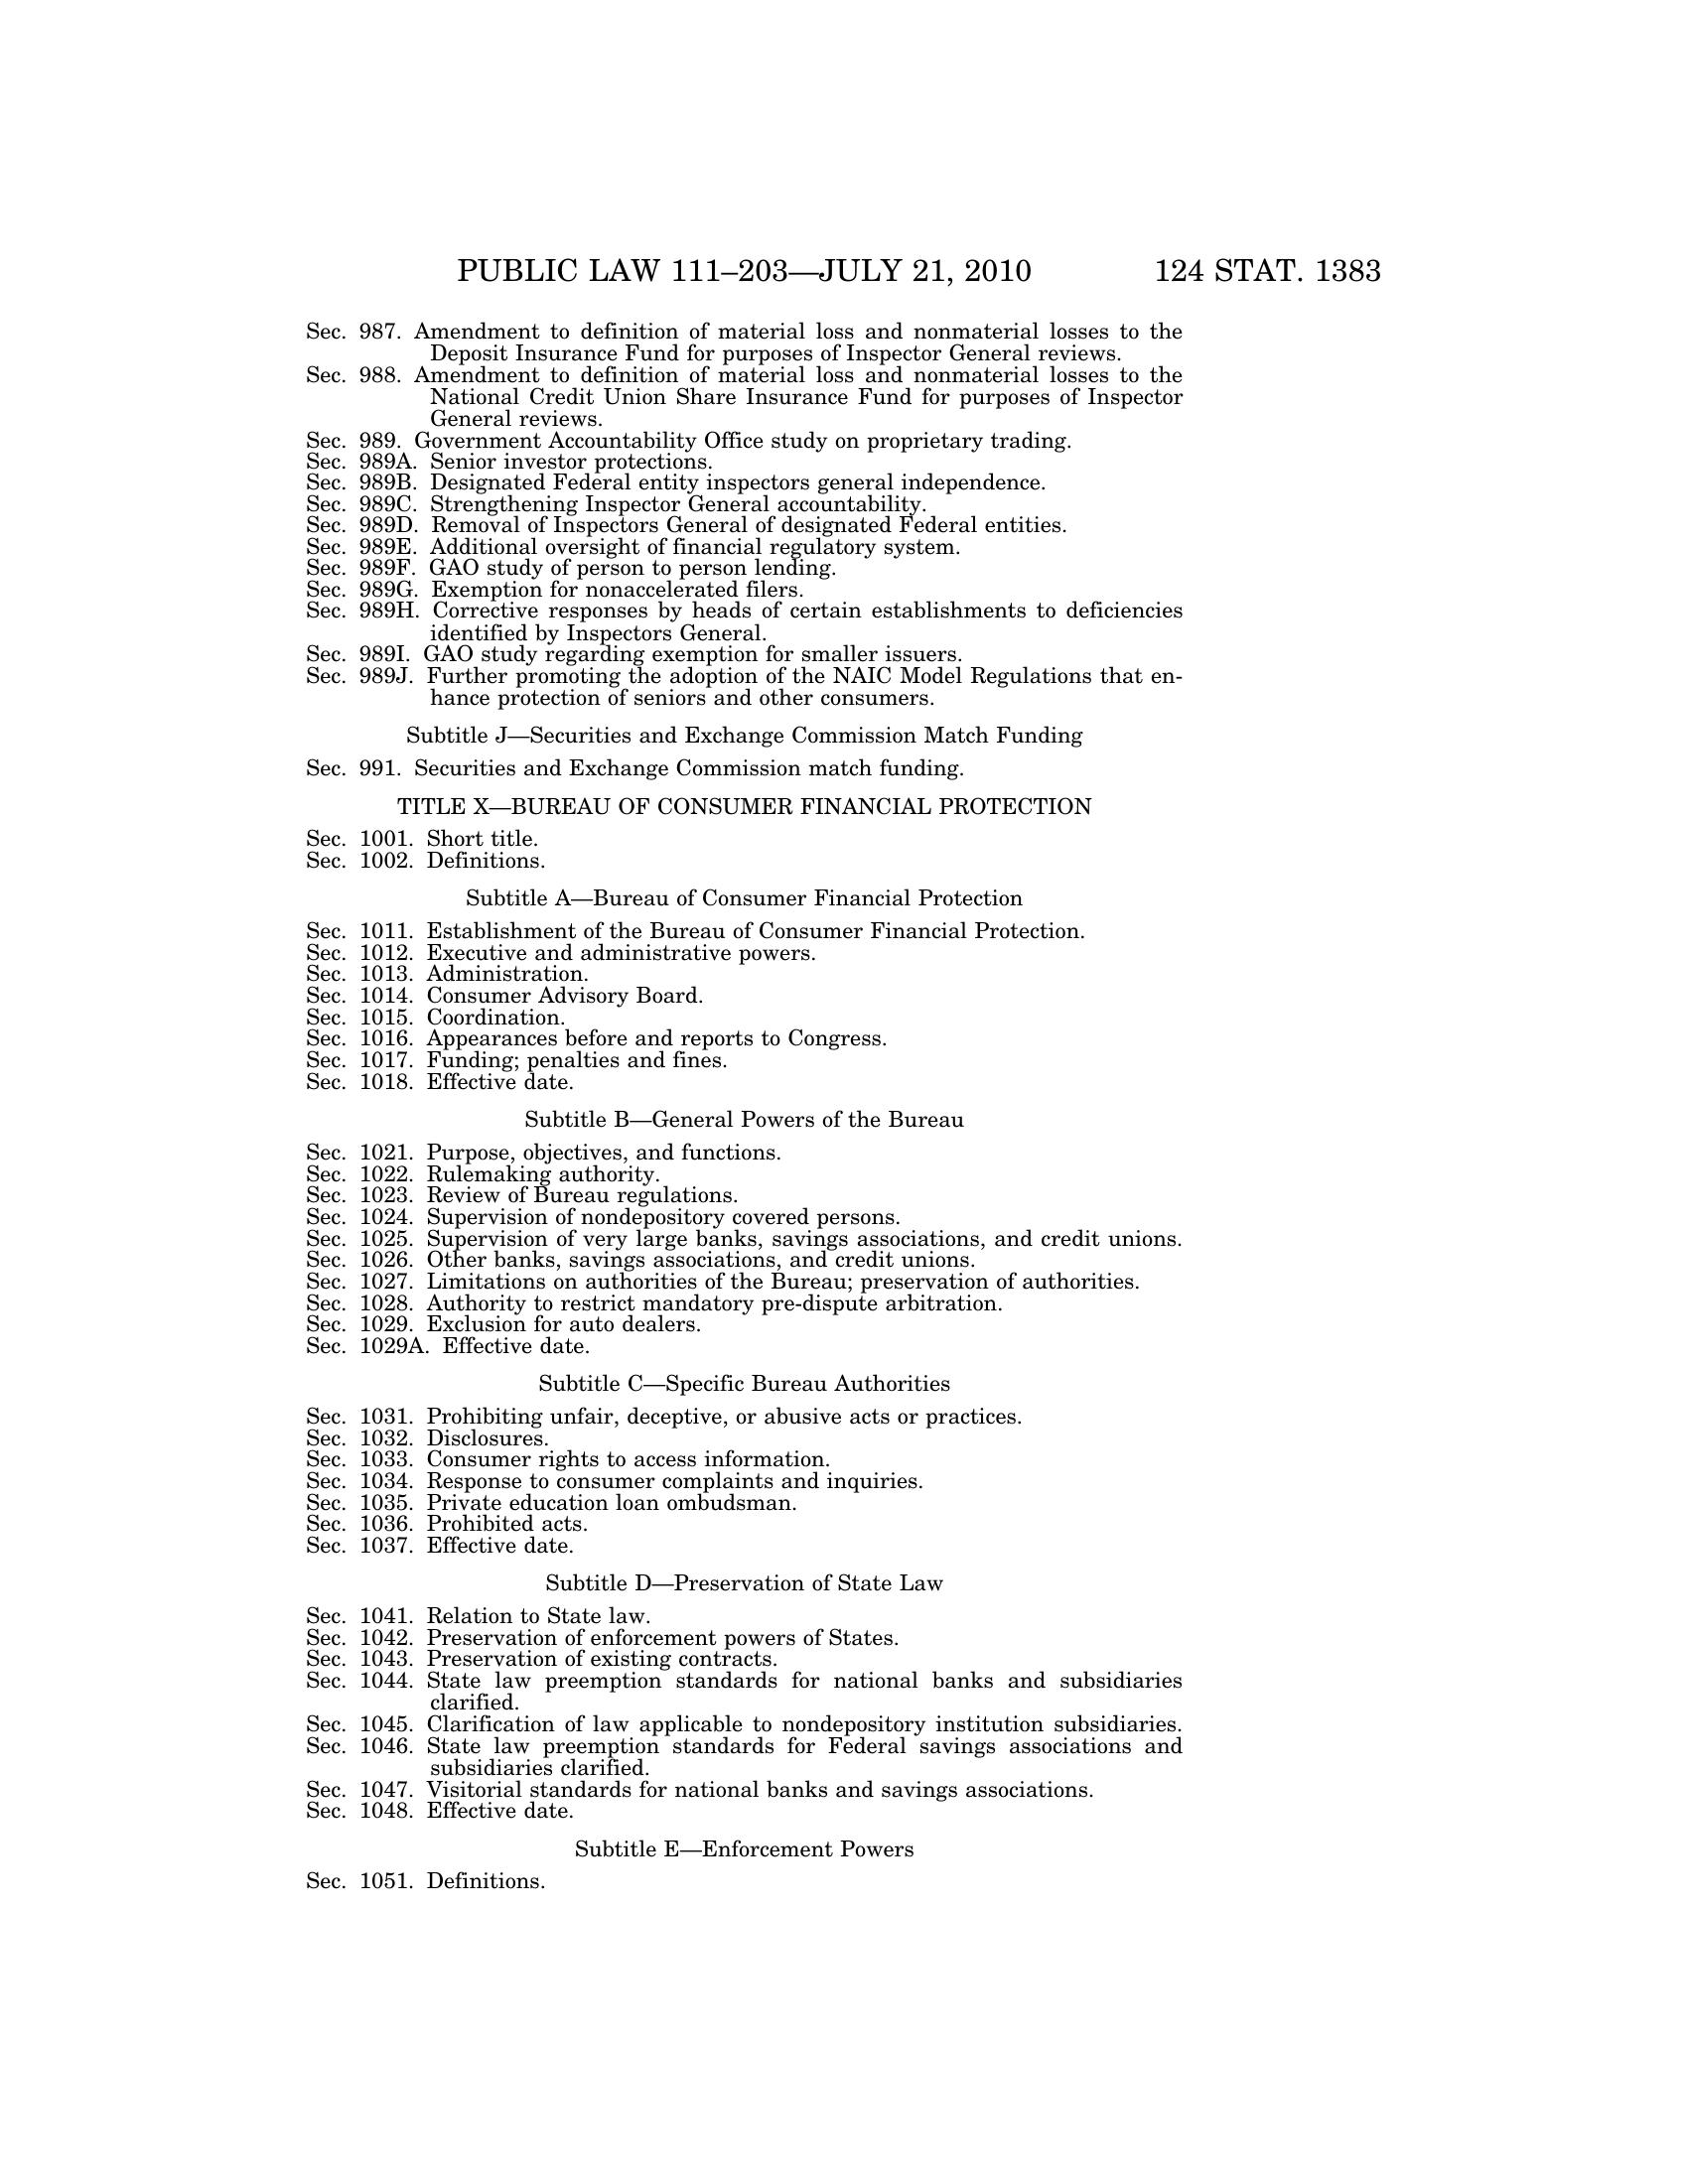 PUBLIC LAW 111–203—JULY 21, 2010 124 STAT. 1383
Sec. 987. Amendment to definition of material loss and nonmaterial losses to the
Deposit Insurance Fund for purposes of Inspector General reviews.
Sec. 988. Amendment to definition of material loss and nonmaterial losses to the
National Credit Union Share Insurance Fund for purposes of Inspector
General reviews.
Sec. 989. Government Accountability Office study on proprietary trading.
Sec. 989A. Senior investor protections.
Sec. 989B. Designated Federal entity inspectors general independence.
Sec. 989C. Strengthening Inspector General accountability.
Sec. 989D. Removal of Inspectors General of designated Federal entities.
Sec. 989E. Additional oversight of financial regulatory system.
Sec. 989F. GAO study of person to person lending.
Sec. 989G. Exemption for nonaccelerated filers.
Sec. 989H. Corrective responses by heads of certain establishments to deficiencies
identified by Inspectors General.
Sec. 989I. GAO study regarding exemption for smaller issuers.
Sec. 989J. Further promoting the adoption of the NAIC Model Regulations that en-
hance protection of seniors and other consumers.
Subtitle J—Securities and Exchange Commission Match Funding
Sec. 991. Securities and Exchange Commission match funding.
TITLE X—BUREAU OF CONSUMER FINANCIAL PROTECTION
Sec. 1001. Short title.
Sec. 1002. Definitions.
Subtitle A—Bureau of Consumer Financial Protection
Sec. 1011. Establishment of the Bureau of Consumer Financial Protection.
Sec. 1012. Executive and administrative powers.
Sec. 1013. Administration.
Sec. 1014. Consumer Advisory Board.
Sec. 1015. Coordination.
Sec. 1016. Appearances before and reports to Congress.
Sec. 1017. Funding; penalties and fines.
Sec. 1018. Effective date.
Subtitle B—General Powers of the Bureau
Sec. 1021. Purpose, objectives, and functions.
Sec. 1022. Rulemaking authority.
Sec. 1023. Review of Bureau regulations.
Sec. 1024. Supervision of nondepository covered persons.
Sec. 1025. Supervision of very large banks, savings associations, and credit unions.
Sec. 1026. Other banks, savings associations, and credit unions.
Sec. 1027. Limitations on authorities of the Bureau; preservation of authorities.
Sec. 1028. Authority to restrict mandatory pre-dispute arbitration.
Sec. 1029. Exclusion for auto dealers.
Sec. 1029A. Effective date.
Subtitle C—Specific Bureau Authorities
Sec. 1031. Prohibiting unfair, deceptive, or abusive acts or practices.
Sec. 1032. Disclosures.
Sec. 1033. Consumer rights to access information.
Sec. 1034. Response to consumer complaints and inquiries.
Sec. 1035. Private education loan ombudsman.
Sec. 1036. Prohibited acts.
Sec. 1037. Effective date.
Subtitle D—Preservation of State Law
Sec. 1041. Relation to State law.
Sec. 1042. Preservation of enforcement powers of States.
Sec. 1043. Preservation of existing contracts.
Sec. 1044. State law preemption standards for national banks and subsidiaries
clarified.
Sec. 1045. Clarification of law applicable to nondepository institution subsidiaries.
Sec. 1046. State law preemption standards for Federal savings associations and
subsidiaries clarified.
Sec. 1047. Visitorial standards for national banks and savings associations.
Sec. 1048. Effective date.
Subtitle E—Enforcement Powers
Sec. 1051. Definitions.